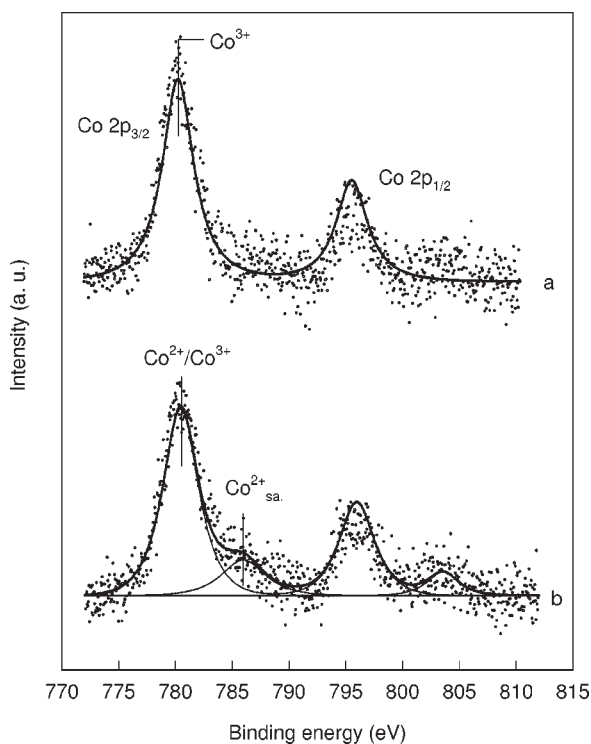 Co³⁺
Co 2p₃/₂
Co 2p₁/₂
a
Co²⁺/Co³⁺
Co²⁺sa.
b
Intensity (a. u.)
770 775 780 785 790 795 800 805 810 815
Binding energy (eV)